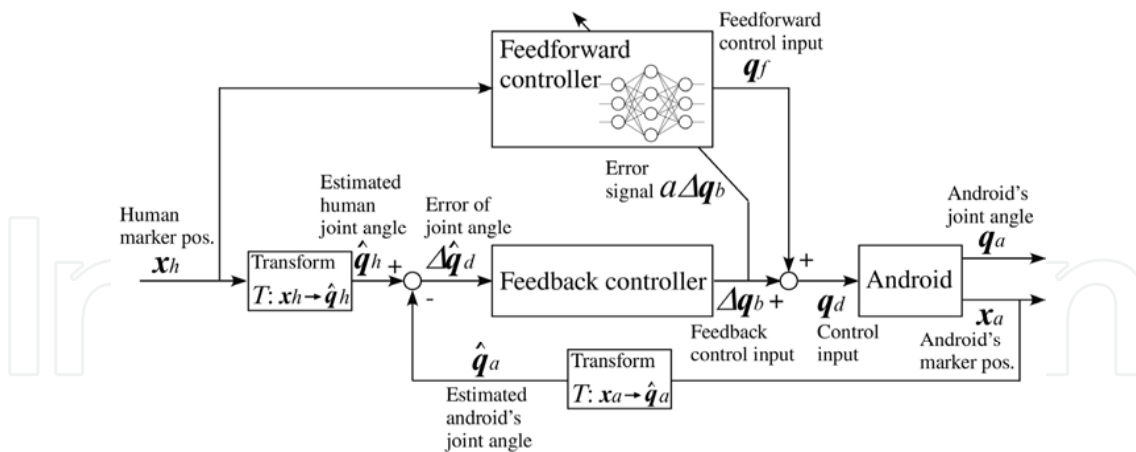 Feedforward
controller
Feedforward
control input
q_f
Error
signal aΔq_b
Estimated
human
joint angle
q̂_h +
Error of
joint angle
Δq̂_d
Human
marker pos.
x_h
Transform
T: x_h → q̂_h
-
Feedback controller
Δq_b +
Feedback
control input
+
q_d
Control
input
Android
Android's
joint angle
q_a
x_a
Android's
marker pos.
q̂_a
Estimated
android's
joint angle
Transform
T: x_a → q̂_a